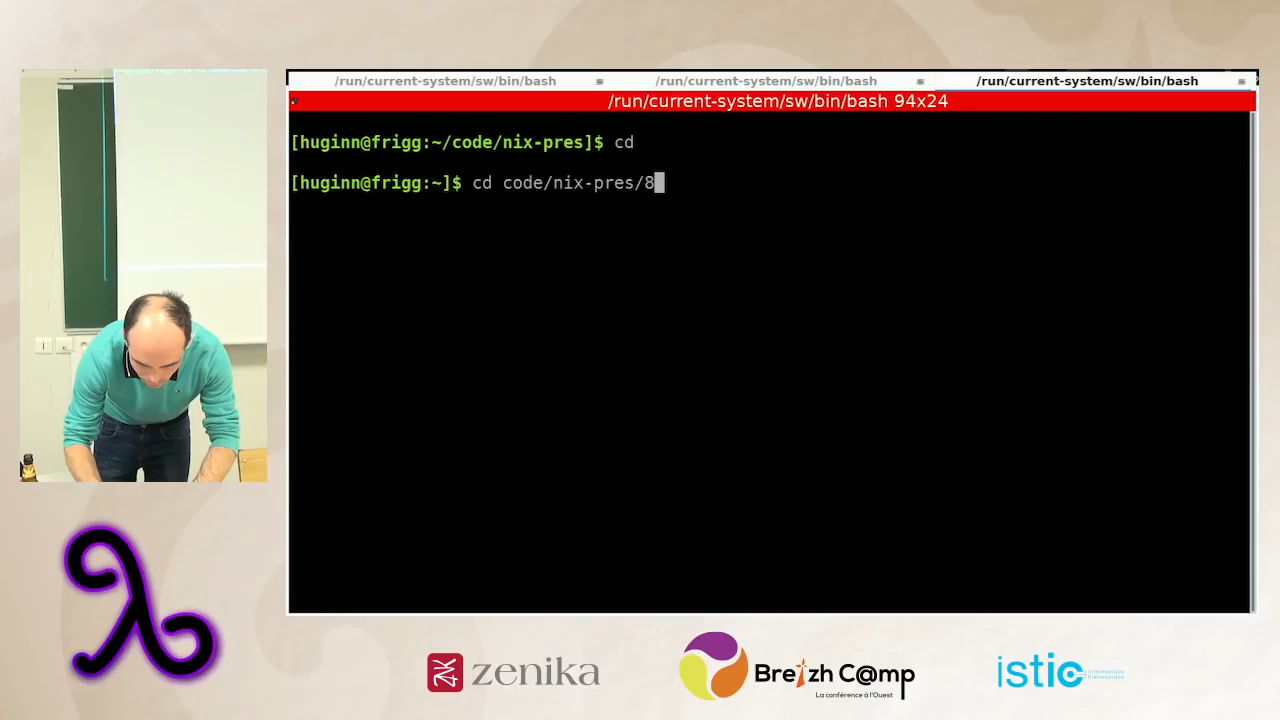 /run/current-system/sw/bin/bash
/run/current-system/sw/bin/bash
/run/current-system/sw/bin/bash
/run/current-system/sw/bin/bash 94x24
[huginn@frigg:~/code/nix-pres]$ cd
[huginn@frigg:~]$ cd code/nix-pres/8
zenika
Breizh C@mp
La conférence à l'Ouest
istic
Informatique
Électronique